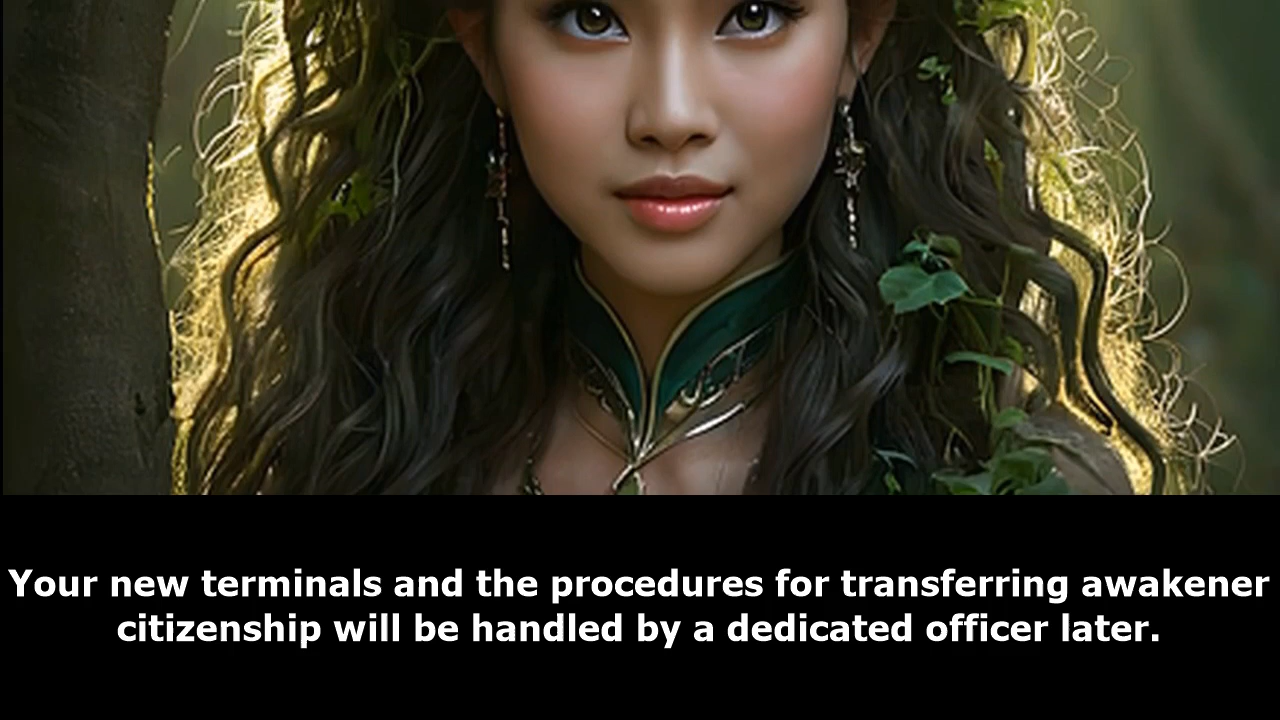 Your new terminals and the procedures for transferring awakener
citizenship will be handled by a dedicated officer later.